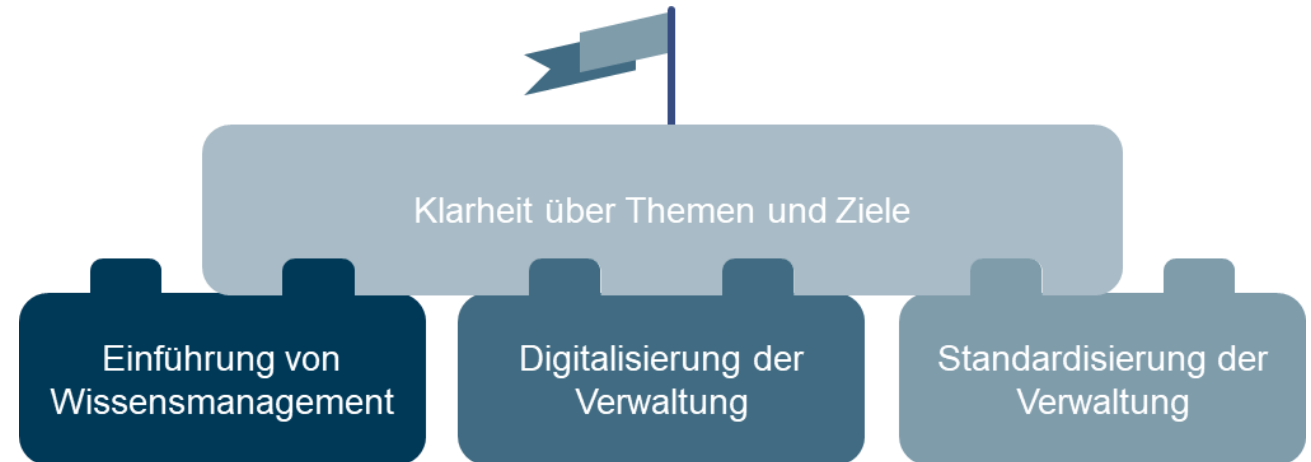 Klarheit über Themen und Ziele
Einführung von
Wissensmanagement
Digitalisierung der
Verwaltung
Standardisierung der
Verwaltung